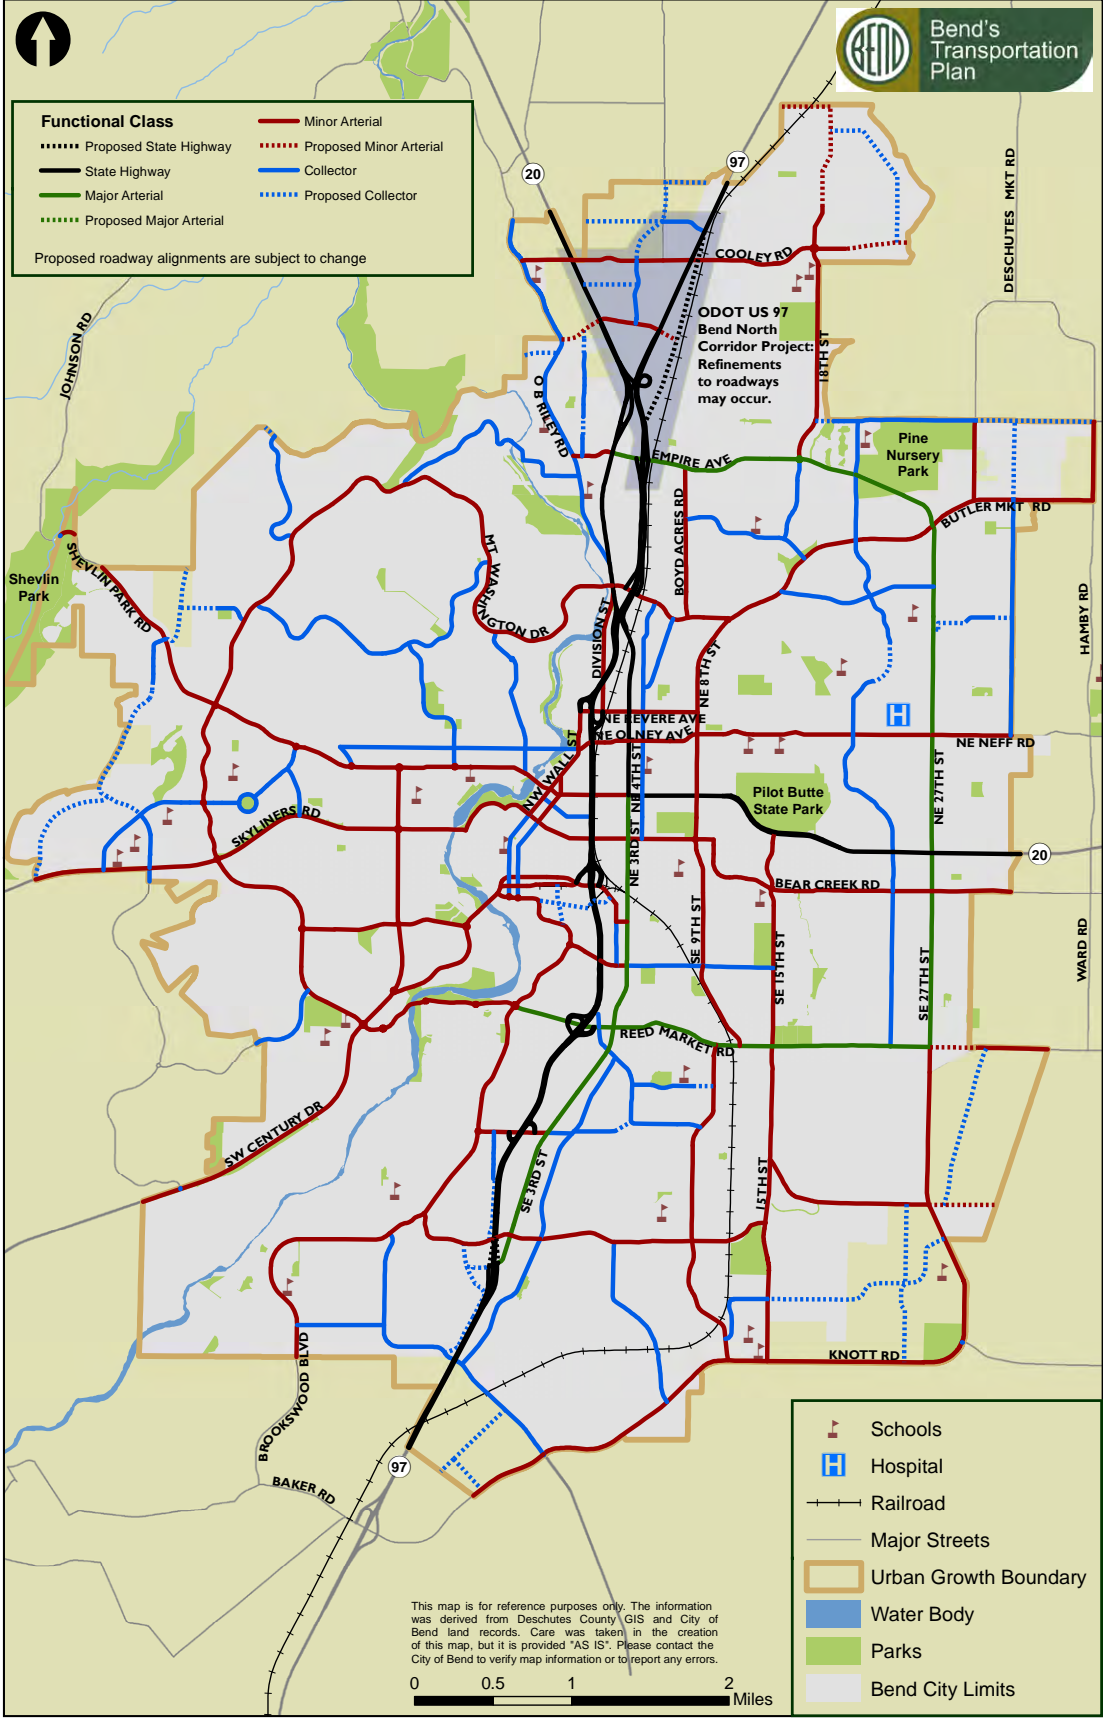 BEND
Bend's
Transportation
Plan
Functional Class
Proposed State Highway
State Highway
Major Arterial
Proposed Major Arterial
Minor Arterial
Proposed Minor Arterial
Collector
Proposed Collector
Proposed roadway alignments are subject to change
20
97
DESCHUTES MKT RD
COOLEY RD
ODOT US 97
Bend North
Corridor Project:
Refinements
to roadways
may occur.
JOHNSON RD
18TH ST
O B RILEY RD
EMPIRE AVE
Pine
Nursery
Park
BUTLER MKT RD
BOYD ACRES RD
MT WASHINGTON DR
SHEVLIN PARK RD
Shevlin
Park
DIVISION ST
HAMBY RD
NE 8TH ST
H
NE REVERE AVE
NE OLNEY AVE
NE NEFF RD
NW WALL ST
NE 4TH ST
NE 27TH ST
Pilot Butte
State Park
SKYLINERS RD
NE 3RD ST
20
BEAR CREEK RD
SE 9TH ST
SE 15TH ST
SE 27TH ST
WARD RD
REED MARKET RD
SW CENTURY DR
SE 3RD ST
15TH ST
KNOTT RD
BROOKSWOOD BLVD
BAKER RD
97
Schools
H
Hospital
Railroad
Major Streets
Urban Growth Boundary
Water Body
Parks
Bend City Limits
This map is for reference purposes only. The information
was derived from Deschutes County GIS and City of
Bend land records. Care was taken in the creation
of this map, but it is provided "AS IS". Please contact the
City of Bend to verify map information or to report any errors.
0 0.5 1 2
Miles